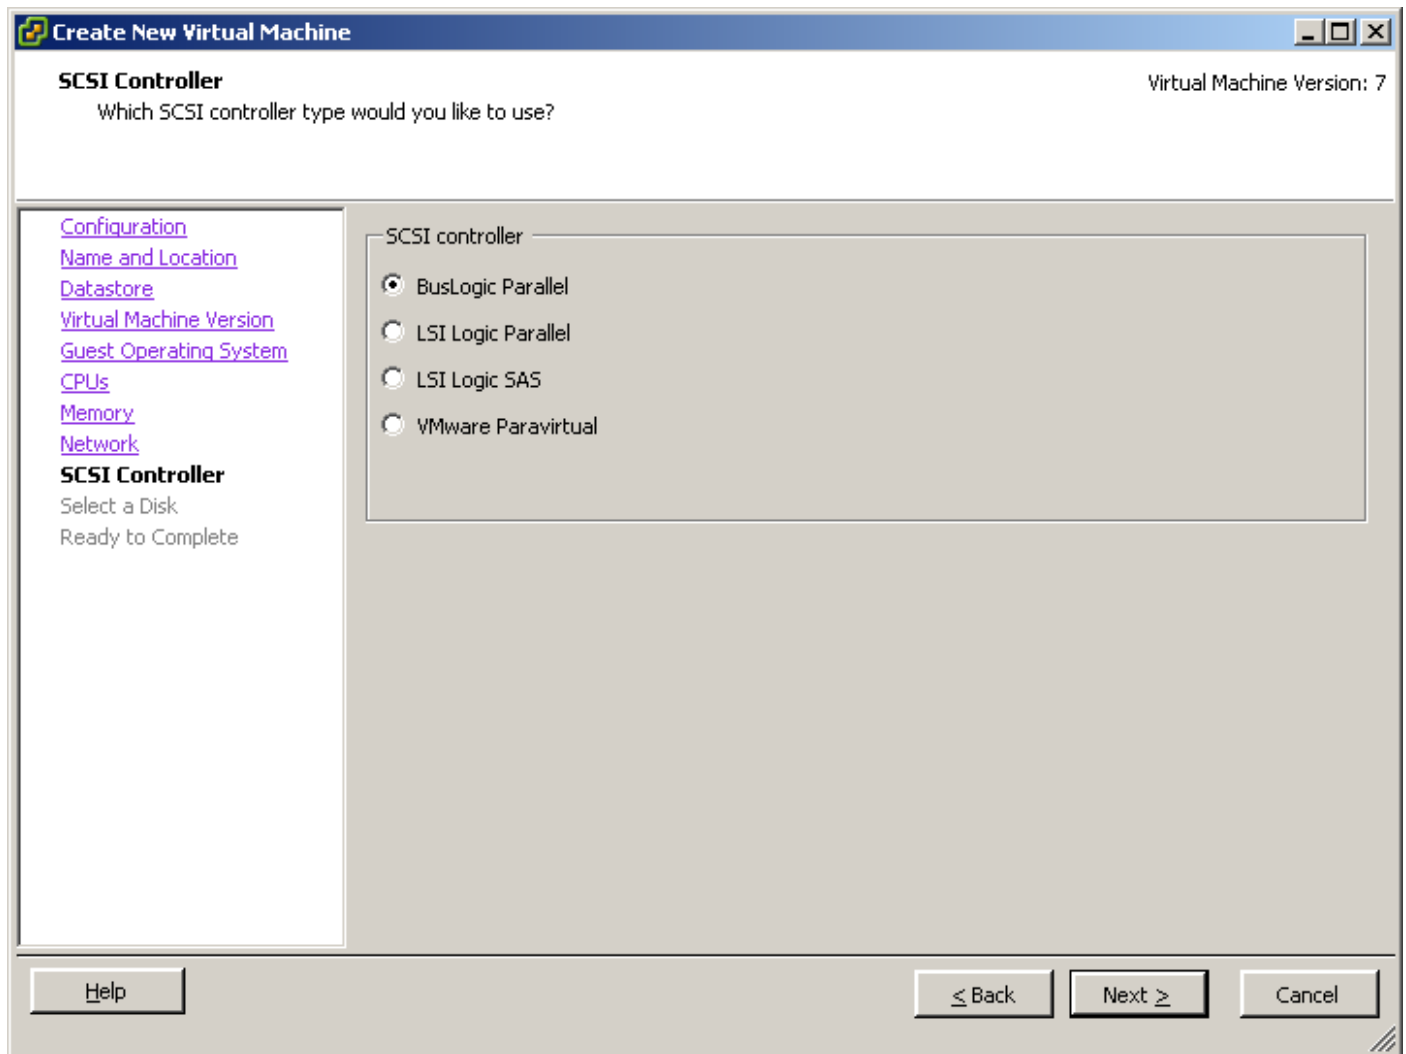 Create New Virtual Machine
SCSI Controller
Virtual Machine Version: 7
Which SCSI controller type would you like to use?
Configuration
Name and Location
Datastore
Virtual Machine Version
Guest Operating System
CPUs
Memory
Network
SCSI Controller
Select a Disk
Ready to Complete
SCSI controller
BusLogic Parallel
LSI Logic Parallel
LSI Logic SAS
VMware Paravirtual
Help
< Back
Next >
Cancel